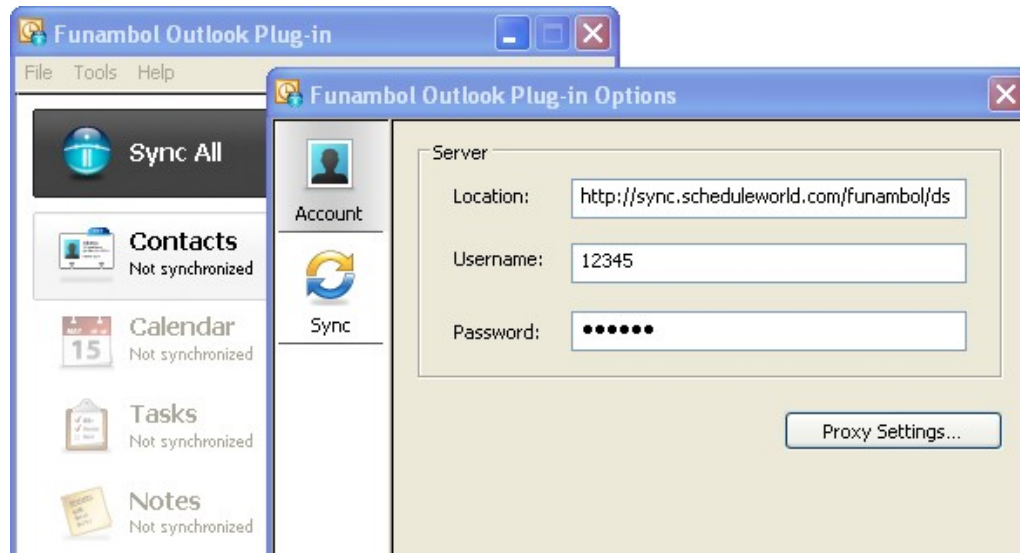 Funambol Outlook Plug-in
File Tools Help
Sync All
Contacts
Not synchronized
Calendar
Not synchronized
15
Tasks
Not synchronized
Notes
Not synchronized
Funambol Outlook Plug-in Options
Account
Sync
Server
Location: http://sync.scheduleworld.com/funambol/ds
Username: 12345
Password: ••••••
Proxy Settings...